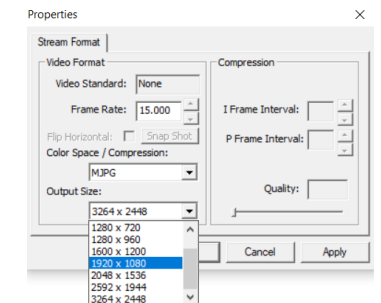 Properties
Stream Format
Video Format
Video Standard: None
Frame Rate: 15.000
Flip Horizontal: Snap Shot
Color Space / Compression:
MJPG
Output Size:
3264 x 2448
1280 x 720
1280 x 960
1600 x 1200
1920 x 1080
2048 x 1536
2592 x 1944
3264 x 2448
Compression
I Frame Interval:
P Frame Interval:
Quality:
Cancel Apply